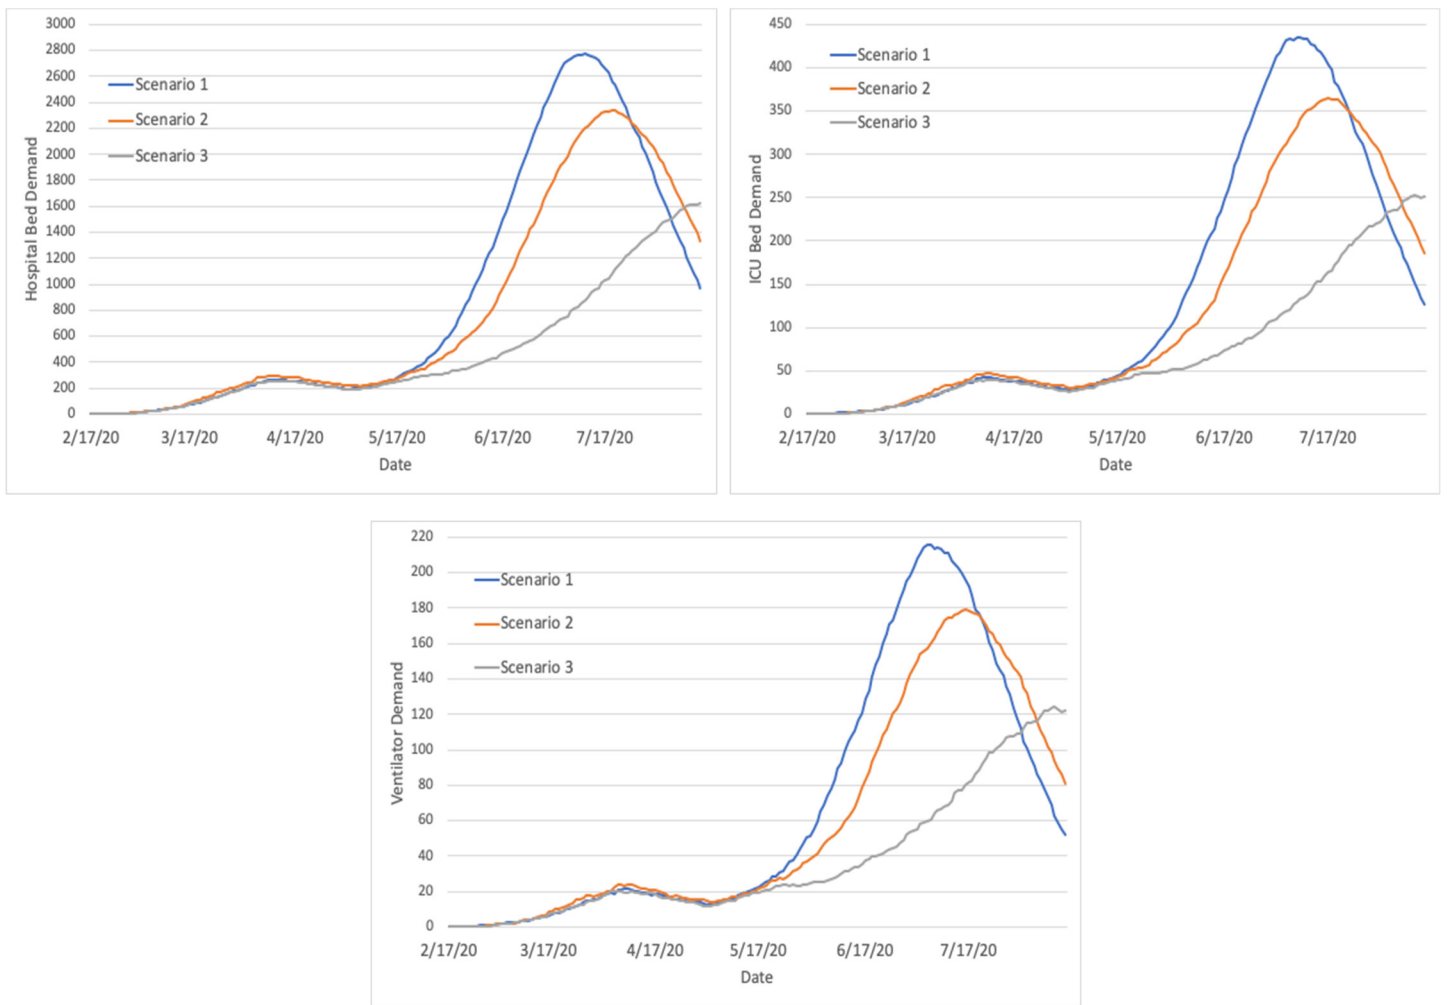 3000
2800
2600
2400
2200
2000
1800
1600
1400
1200
1000
800
600
400
200
0
Hospital Bed Demand
Scenario 1
Scenario 2
Scenario 3
2/17/20 3/17/20 4/17/20 5/17/20 6/17/20 7/17/20
Date
450
400
350
300
250
200
150
100
50
0
ICU Bed Demand
Scenario 1
Scenario 2
Scenario 3
2/17/20 3/17/20 4/17/20 5/17/20 6/17/20 7/17/20
Date
220
200
180
160
140
120
100
80
60
40
20
0
Ventilator Demand
Scenario 1
Scenario 2
Scenario 3
2/17/20 3/17/20 4/17/20 5/17/20 6/17/20 7/17/20
Date